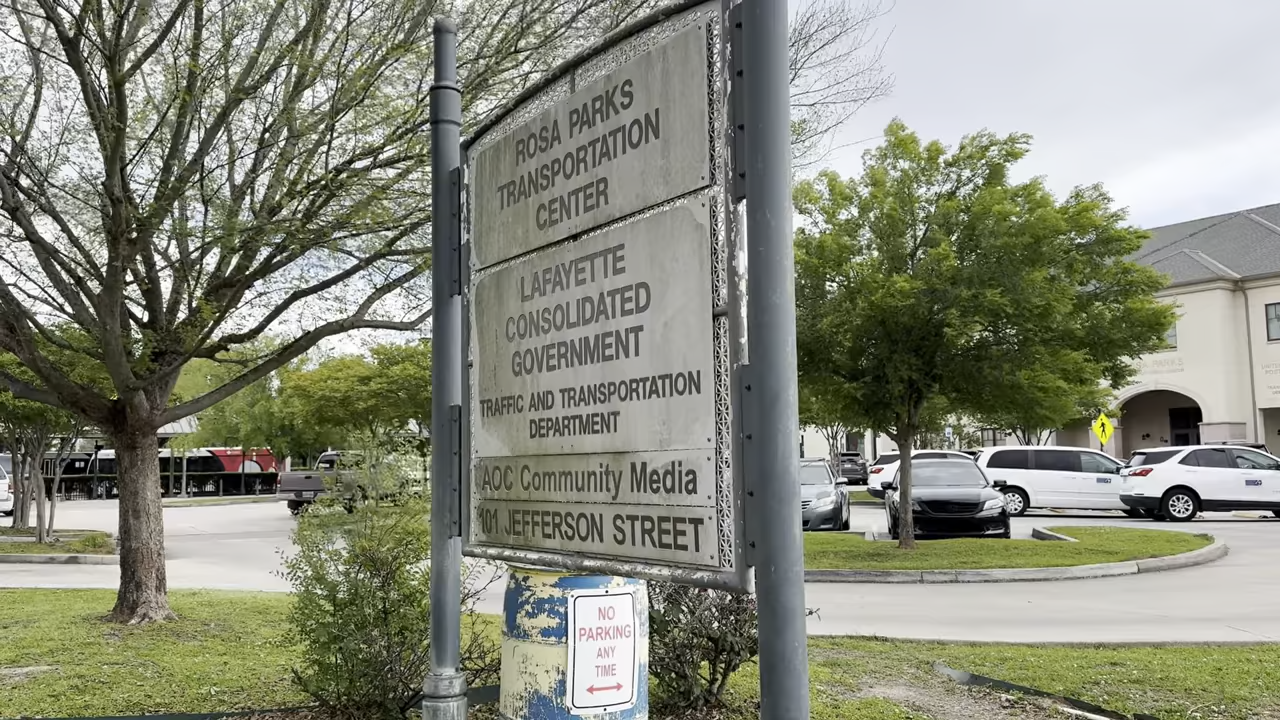 ROSA PARKS
TRANSPORTATION
CENTER
LAFAYETTE
CONSOLIDATED
GOVERNMENT
TRAFFIC AND TRANSPORTATION
DEPARTMENT
AOC Community Media
101 JEFFERSON STREET
NO
PARKING
ANY
TIME
PARKS